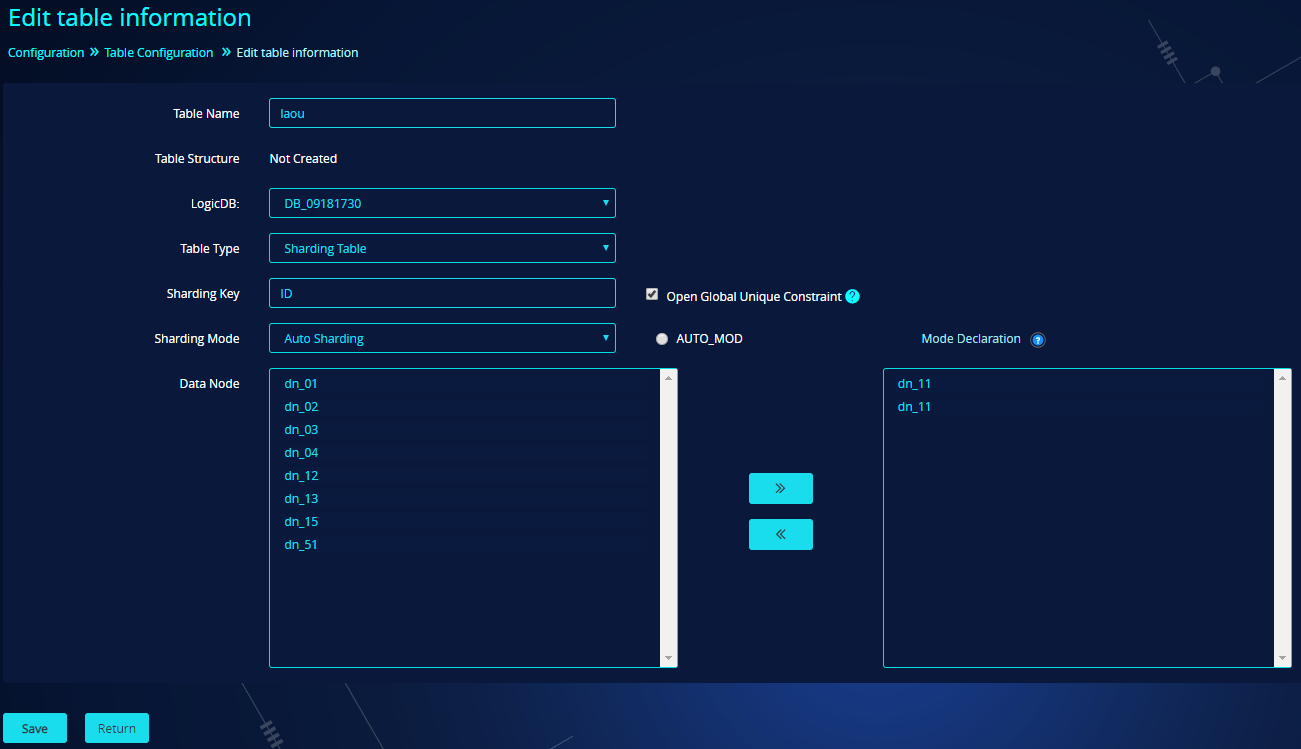 Edit table information
Configuration » Table Configuration » Edit table information
Table Name laou
Table Structure Not Created
LogicDB: DB_09181730
Table Type Sharding Table
Sharding Key ID Open Global Unique Constraint ?
Sharding Mode Auto Sharding AUTO_MOD Mode Declaration ?
Data Node dn_01 dn_11
dn_02 dn_11
dn_03
dn_04
dn_12
dn_13
dn_15
dn_51
»
«
Save Return